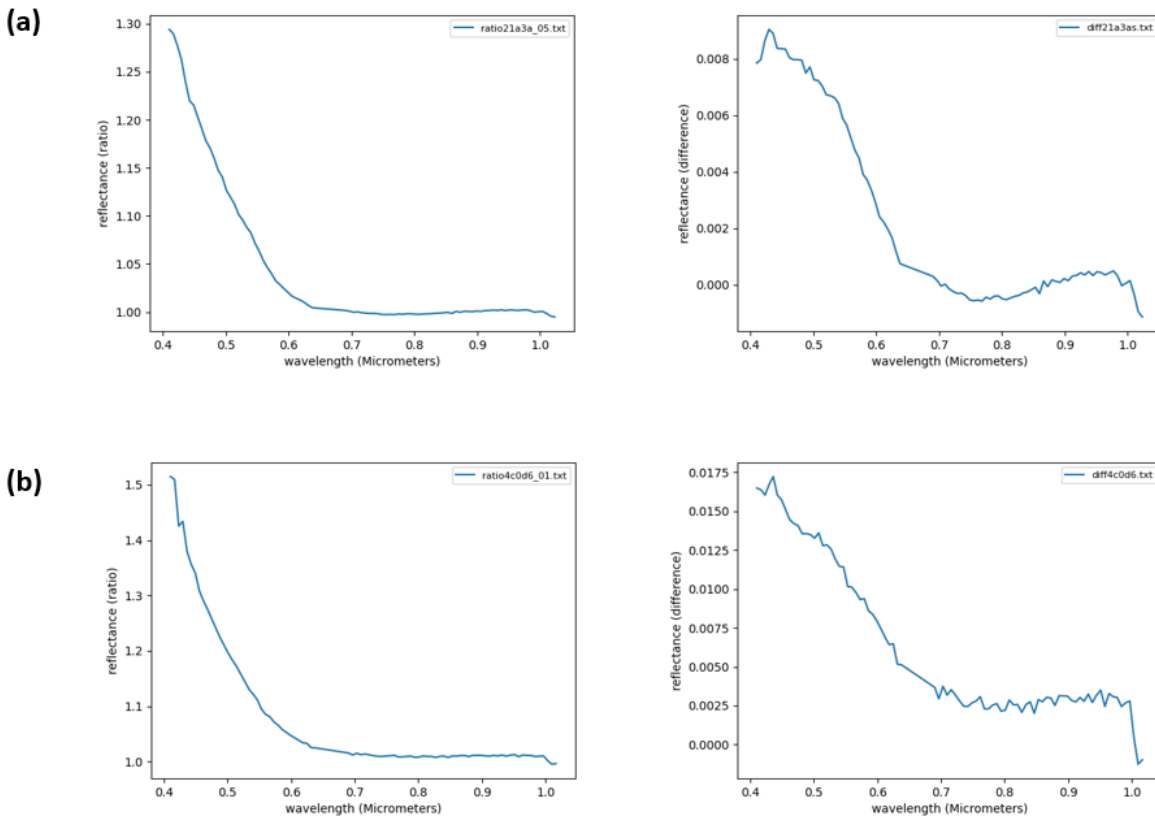 (a)
ratio21a3a_05.txt
reflectance (ratio)
1.30
1.25
1.20
1.15
1.10
1.05
1.00
0.4 0.5 0.6 0.7 0.8 0.9 1.0
wavelength (Micrometers)
diff21a3as.txt
reflectance (difference)
0.008
0.006
0.004
0.002
0.000
0.4 0.5 0.6 0.7 0.8 0.9 1.0
wavelength (Micrometers)
(b)
ratio4c0d6_01.txt
reflectance (ratio)
1.5
1.4
1.3
1.2
1.1
1.0
0.4 0.5 0.6 0.7 0.8 0.9 1.0
wavelength (Micrometers)
diff4c0d6.txt
reflectance (difference)
0.0175
0.0150
0.0125
0.0100
0.0075
0.0050
0.0025
0.0000
0.4 0.5 0.6 0.7 0.8 0.9 1.0
wavelength (Micrometers)